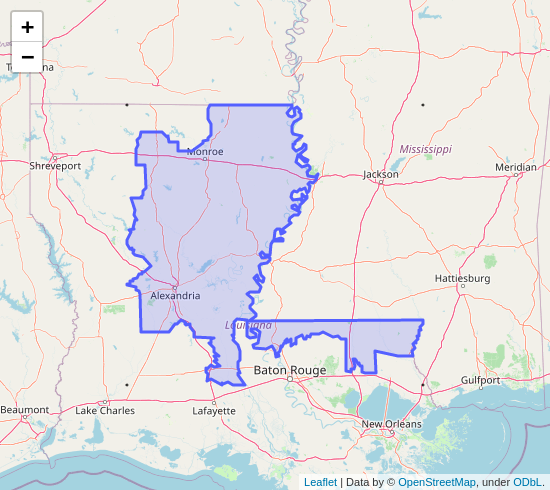 +
−
Monroe
Mississippi
Shreveport
Jackson
Meridian
Hattiesburg
Alexandria
Louisiana
Baton Rouge
Gulfport
Beaumont
Lake Charles
Lafayette
New Orleans
Leaflet | Data by © OpenStreetMap, under ODbL.